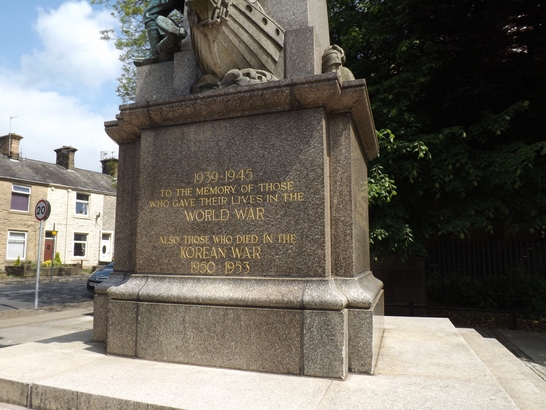 1939-1945
TO THE MEMORY OF THOSE
WHO GAVE THEIR LIVES IN THE
WORLD WAR
ALSO THOSE WHO DIED IN THE
KOREAN WAR
1950 1953
20